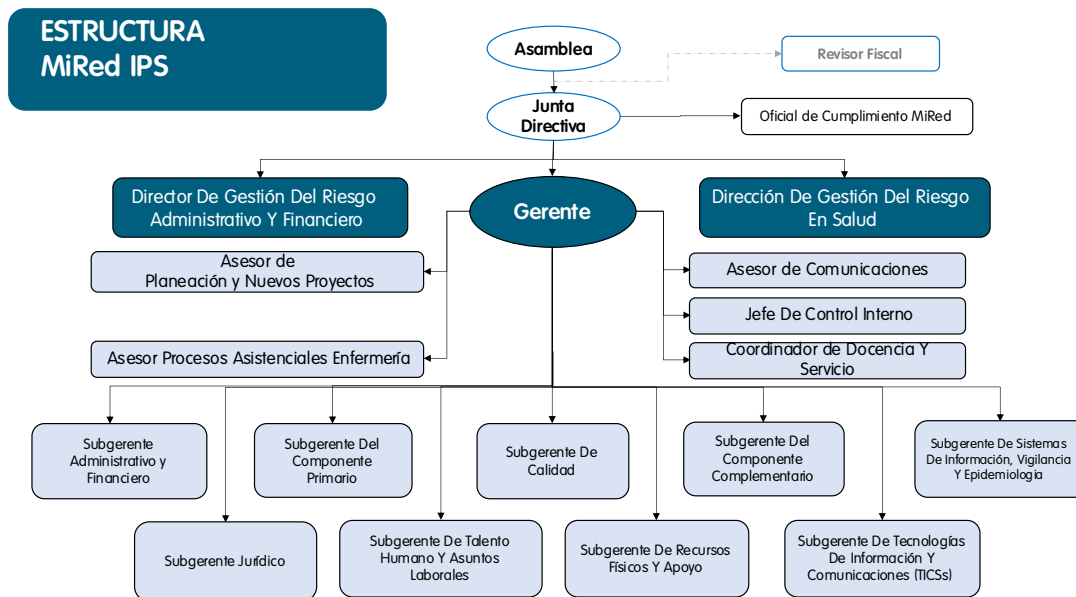 ESTRUCTURA
MiRed IPS
Asamblea
Revisor Fiscal
Junta
Directiva
Oficial de Cumplimiento MiRed
Director De Gestión Del Riesgo
Administrativo Y Financiero
Gerente
Dirección De Gestión Del Riesgo
En Salud
Asesor de
Planeación y Nuevos Proyectos
Asesor de Comunicaciones
Jefe De Control Interno
Asesor Procesos Asistenciales Enfermería
Coordinador de Docencia Y
Servicio
Subgerente
Administrativo y
Financiero
Subgerente Del
Componente
Primario
Subgerente De
Calidad
Subgerente Del
Componente
Complementario
Subgerente De Sistemas
De Información, Vigilancia
Y Epidemiología
Subgerente Jurídico
Subgerente De Talento
Humano Y Asuntos
Laborales
Subgerente De Recursos
Físicos Y Apoyo
Subgerente De Tecnologías
De Información Y
Comunicaciones (TICSs)